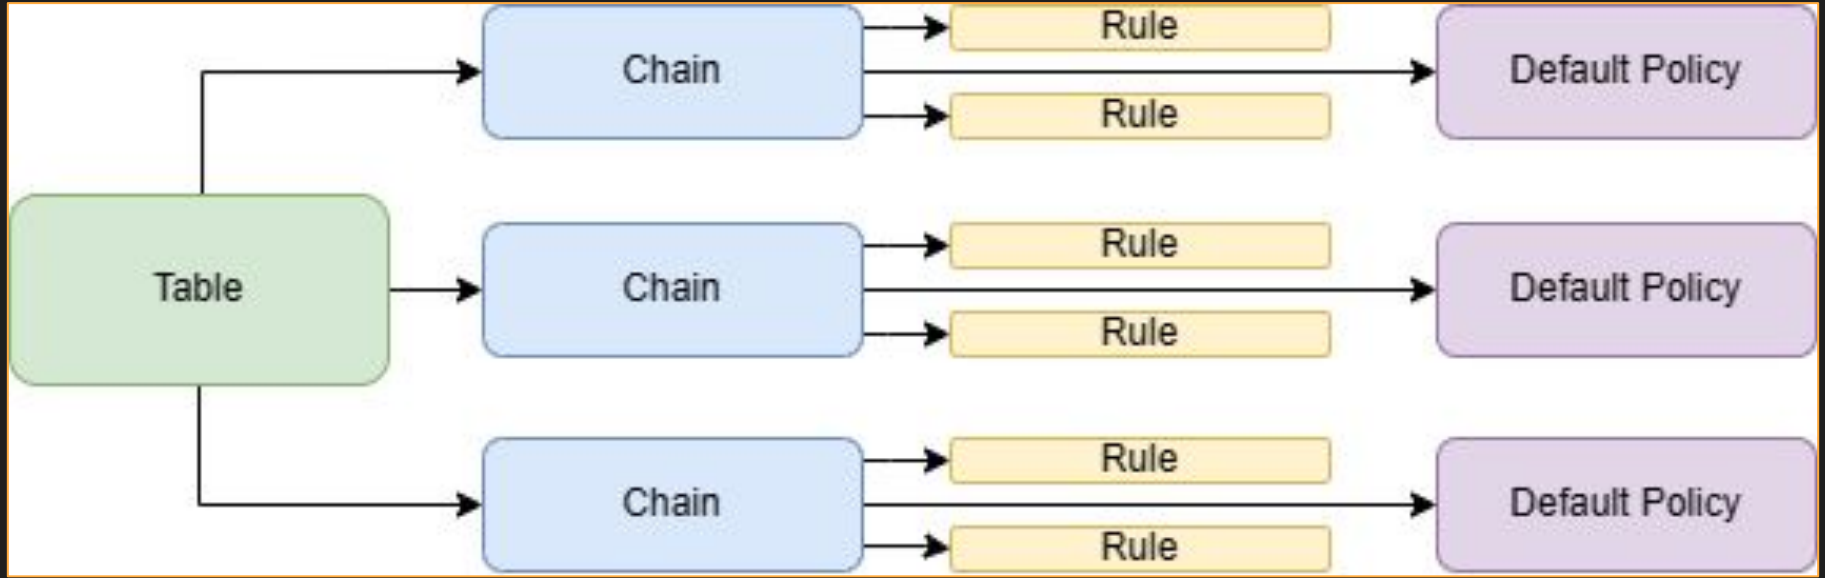 Rule
Chain
Default Policy
Rule
Table
Rule
Chain
Default Policy
Rule
Rule
Chain
Default Policy
Rule